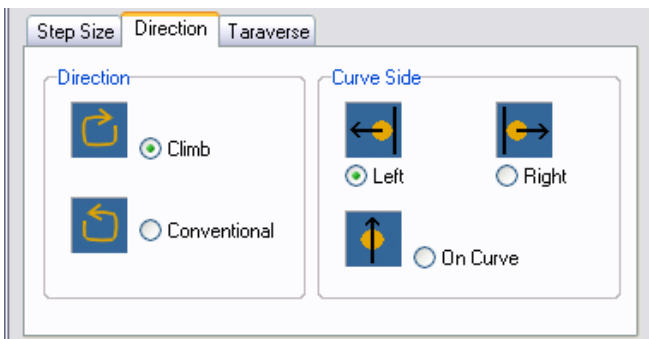 Step Size Direction Taraverse
Direction
Climb
Conventional
Curve Side
Left
Right
On Curve